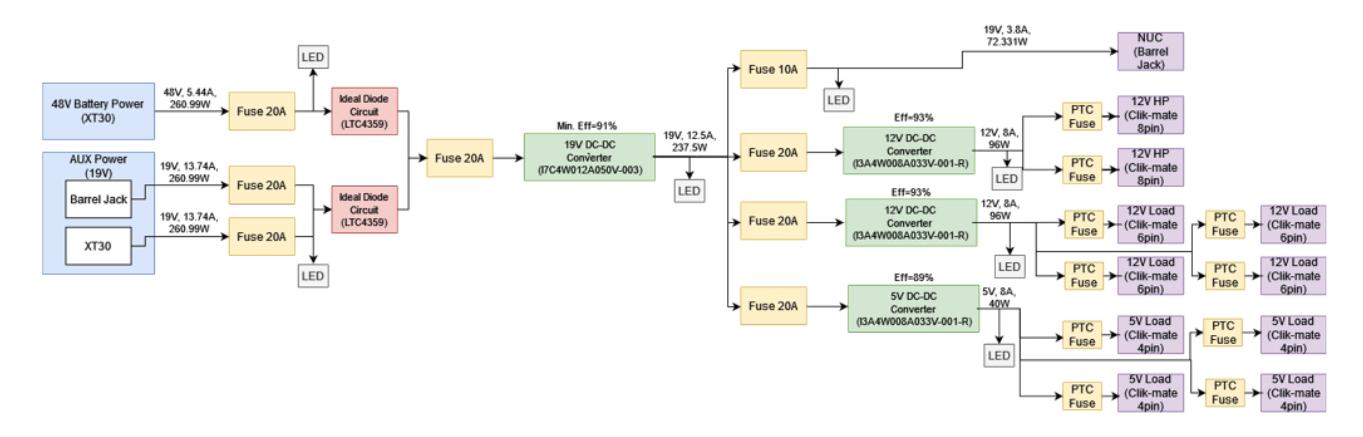 48V Battery Power
(XT30)
48V, 5.44A,
260.99W
Fuse 20A
LED
Ideal Diode
Circuit
(LTC4359)
AUX Power
(19V)
Barrel Jack
XT30
19V, 13.74A,
260.99W
Fuse 20A
19V, 13.74A,
260.99W
Fuse 20A
LED
Ideal Diode
Circuit
(LTC4359)
Fuse 20A
Min. Eff=91%
19V DC-DC
Converter
(I7C4W012A050V-003)
19V, 12.5A,
237.5W
LED
Fuse 10A
LED
19V, 3.8A,
72.331W
NUC
(Barrel
Jack)
Fuse 20A
Eff=93%
12V DC-DC
Converter
(I3A4W008A033V-001-R)
12V, 8A,
96W
LED
PTC
Fuse
12V HP
(Clik-mate
8pin)
PTC
Fuse
12V HP
(Clik-mate
8pin)
Fuse 20A
Eff=93%
12V DC-DC
Converter
(I3A4W008A033V-001-R)
12V, 8A,
96W
LED
PTC
Fuse
12V Load
(Clik-mate
6pin)
PTC
Fuse
12V Load
(Clik-mate
6pin)
PTC
Fuse
12V Load
(Clik-mate
6pin)
PTC
Fuse
12V Load
(Clik-mate
6pin)
Fuse 20A
Eff=89%
5V DC-DC
Converter
(I3A4W008A033V-001-R)
5V, 8A,
40W
LED
PTC
Fuse
5V Load
(Clik-mate
4pin)
PTC
Fuse
5V Load
(Clik-mate
4pin)
PTC
Fuse
5V Load
(Clik-mate
4pin)
PTC
Fuse
5V Load
(Clik-mate
4pin)